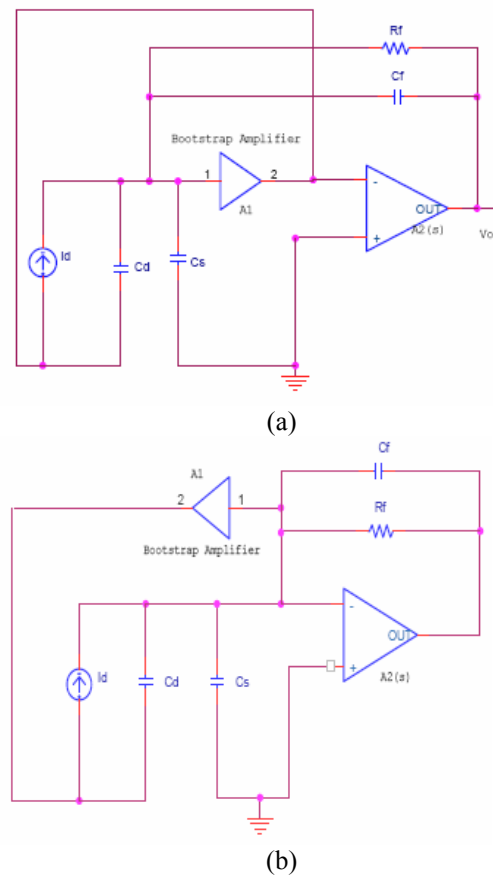 Rf
Cf
Bootstrap Amplifier
1
2
A1
-
+
OUT
A2(s)
Vo
Id
Cd
Cs
(a)
Cf
A1
2
1
Rf
Bootstrap Amplifier
-
+
OUT
A2(s)
Id
Cd
Cs
(b)